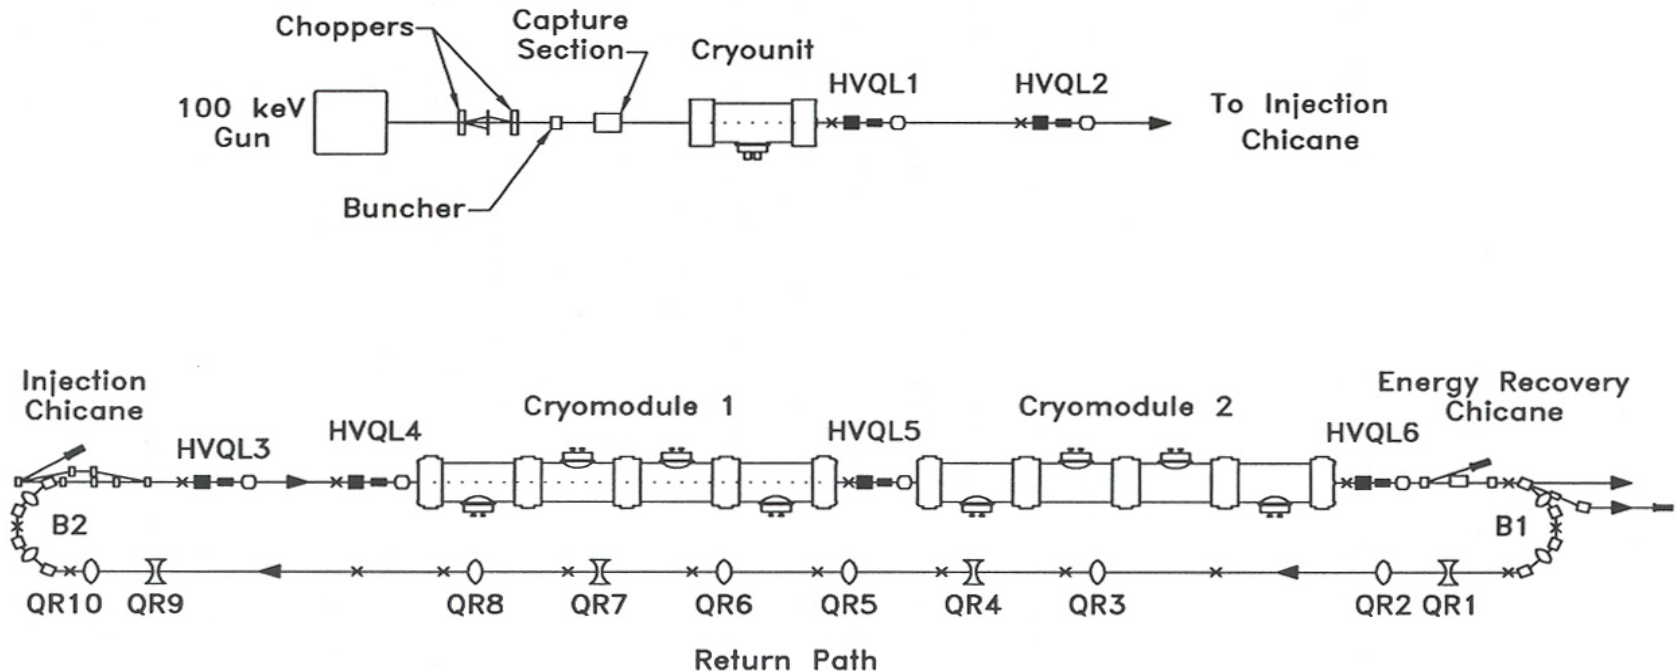 Choppers
Capture
Section
Cryounit
HVQL1
HVQL2
100 keV
Gun
To Injection
Chicane
Buncher
Injection
Chicane
Cryomodule 1
Cryomodule 2
Energy Recovery
Chicane
HVQL3
HVQL4
HVQL5
HVQL6
B2
B1
QR10 QR9 QR8 QR7 QR6 QR5 QR4 QR3 QR2 QR1
Return Path